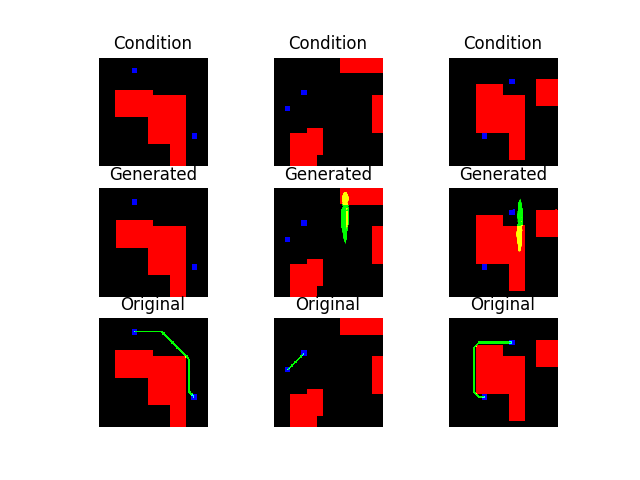 Condition Condition Condition
Generated Generated Generated
Original Original Original